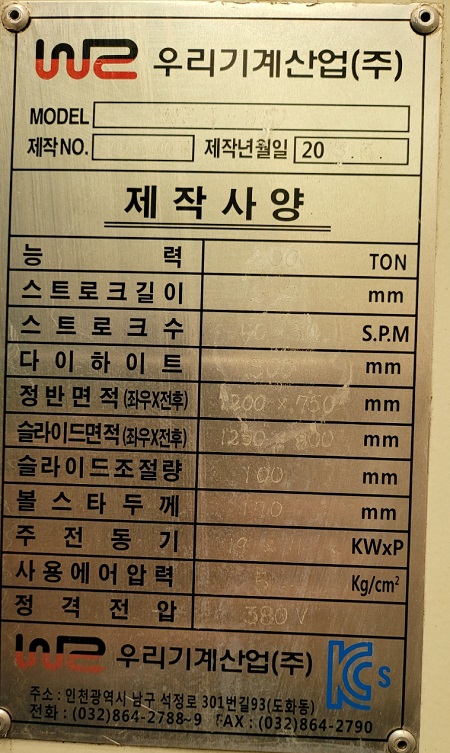 우리기계산업(주)
MODEL
제작NO. 제작년월일 20
제작사양
능력 TON
스트로크길이 mm
스트로크수 S.P.M
다이하이트 mm
정반면적(좌우X전후) 1200 x 750 mm
슬라이드면적(좌우X전후) 1250 x 800 mm
슬라이드조절량 100 mm
볼스타두께 mm
주전동기 KWxP
사용에어압력 5 Kg/cm²
정격전압 380 V
우리기계산업(주) KCs
주소 : 인천광역시 남구 석정로 301번길93(도화동)
전화 : (032)864-2788~9 FAX : (032)864-2790